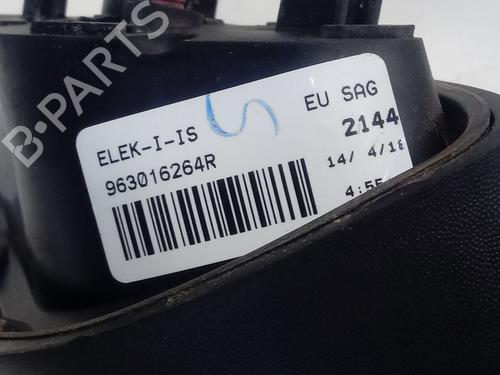 B-PARTS
ELEK-I-IS
EU SAG
963016264R
2144
14/ 4/16